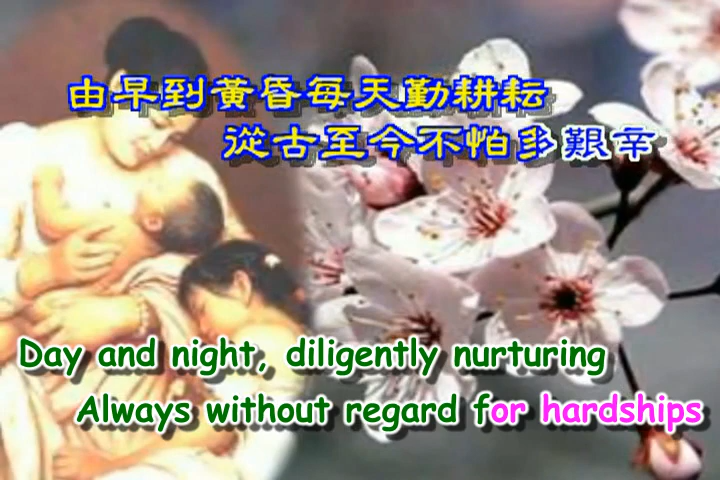 由早到黃昏每天勤耕耘
從古至今不怕多艱辛
Day and night, diligently nurturing
Always without regard for hardships